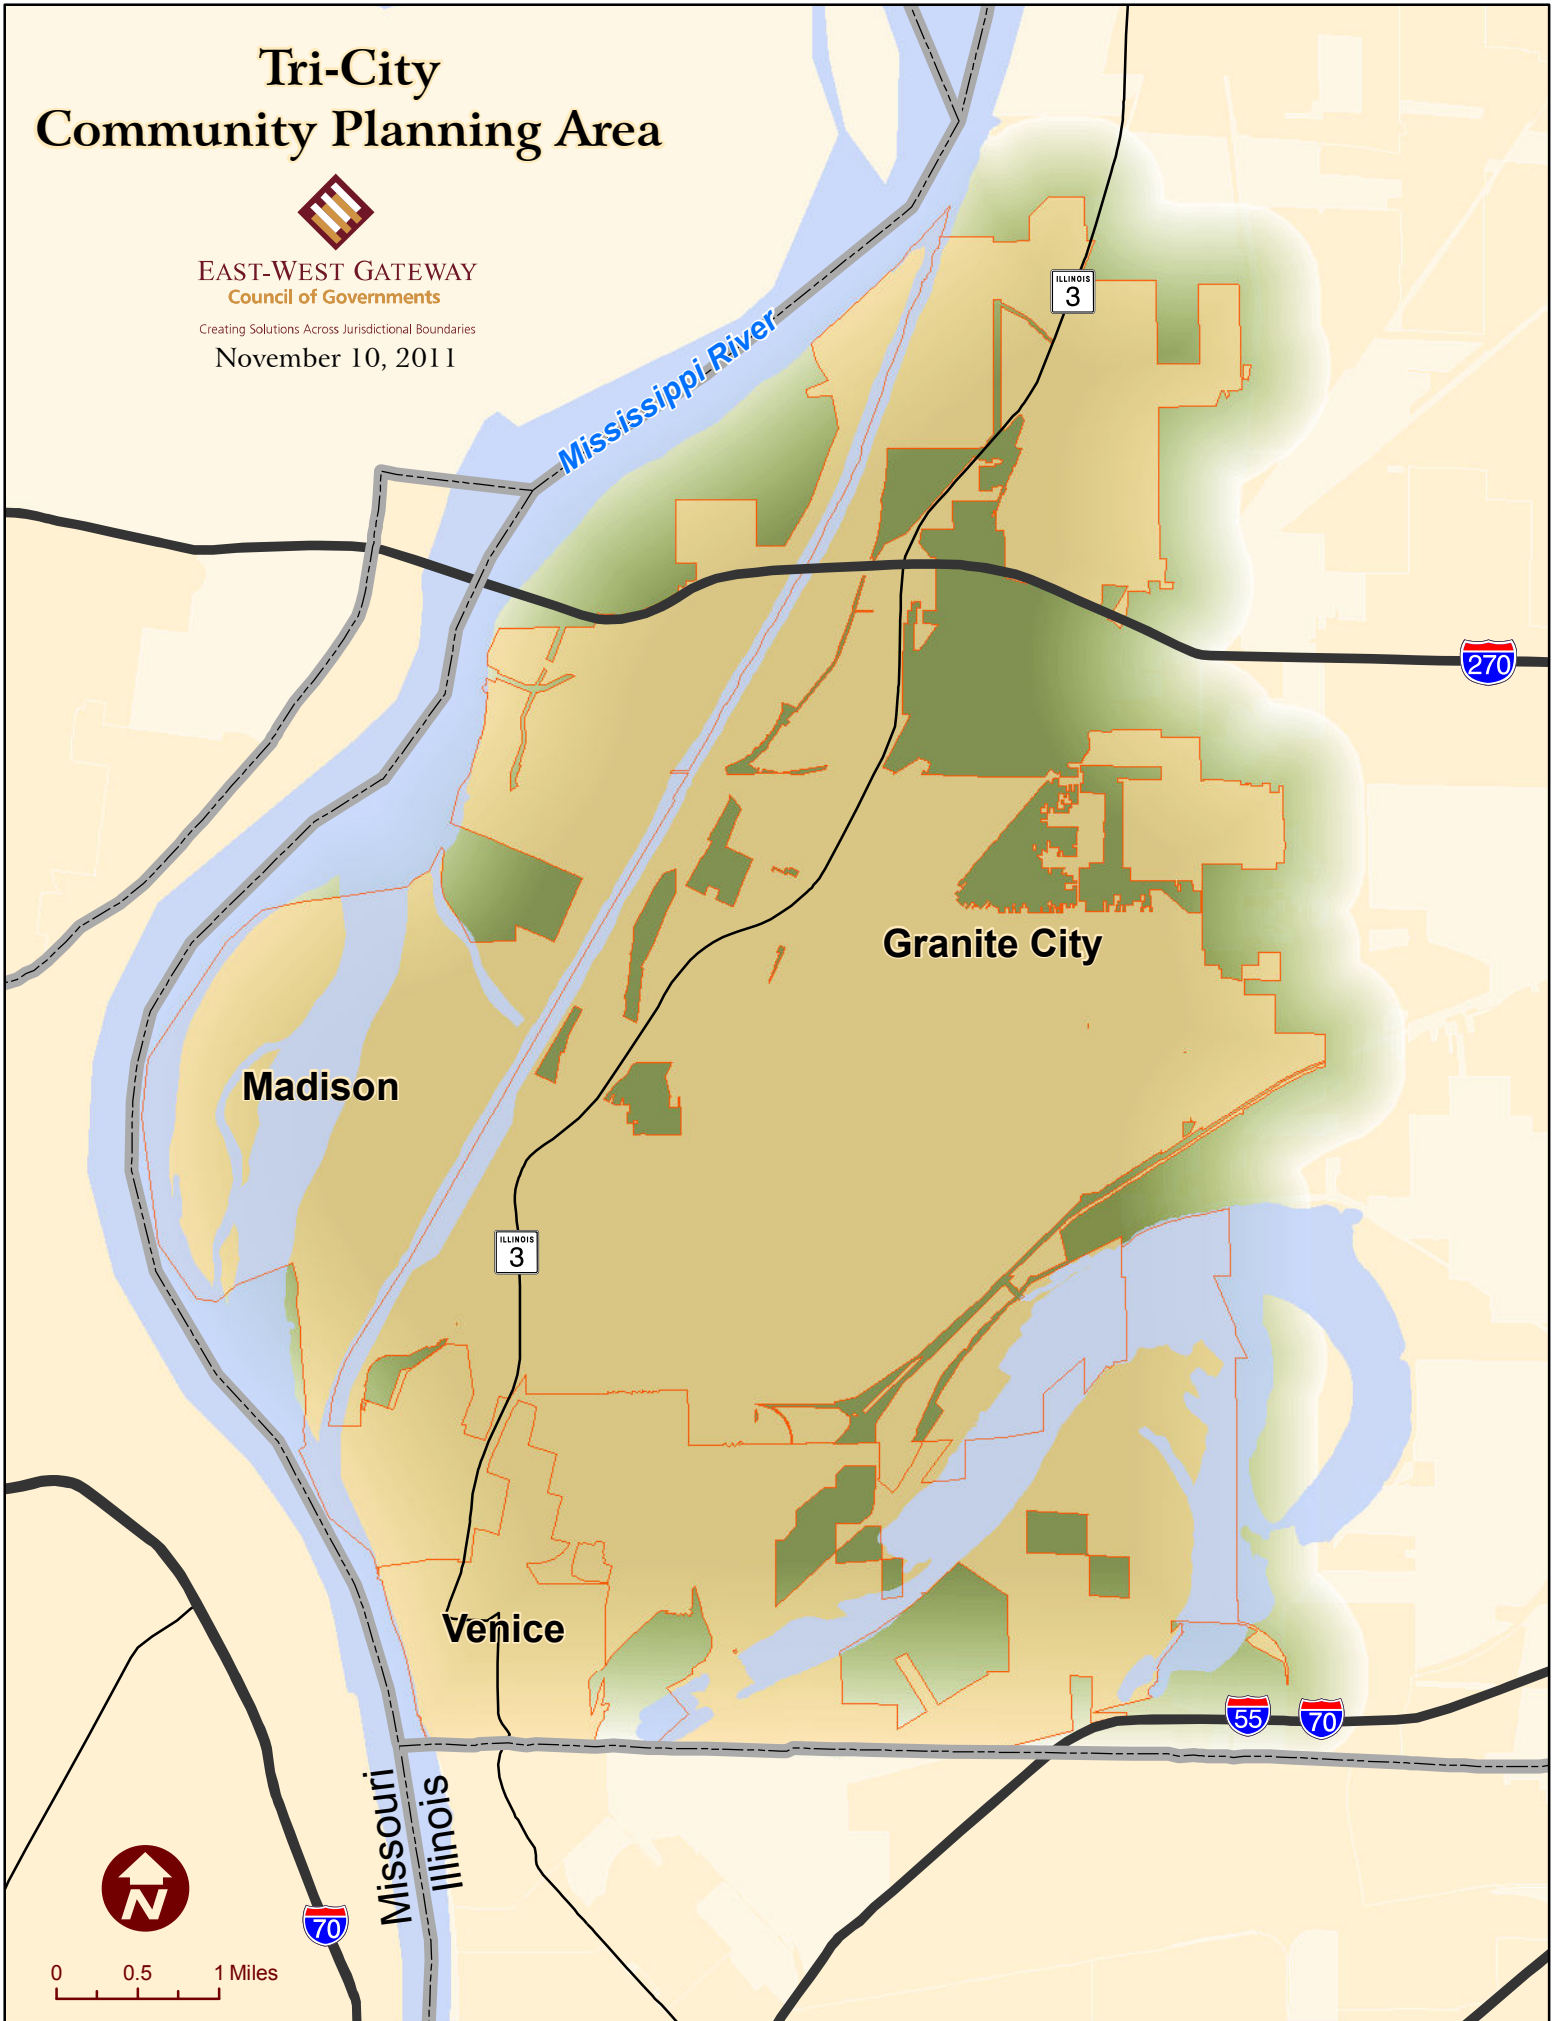 Tri-City
Community Planning Area
EAST-WEST GATEWAY
Council of Governments
Creating Solutions Across Jurisdictional Boundaries
November 10, 2011
ILLINOIS
3
Mississippi River
270
Granite City
Madison
ILLINOIS
3
Venice
55
70
Missouri
Illinois
N
70
0 0.5 1 Miles